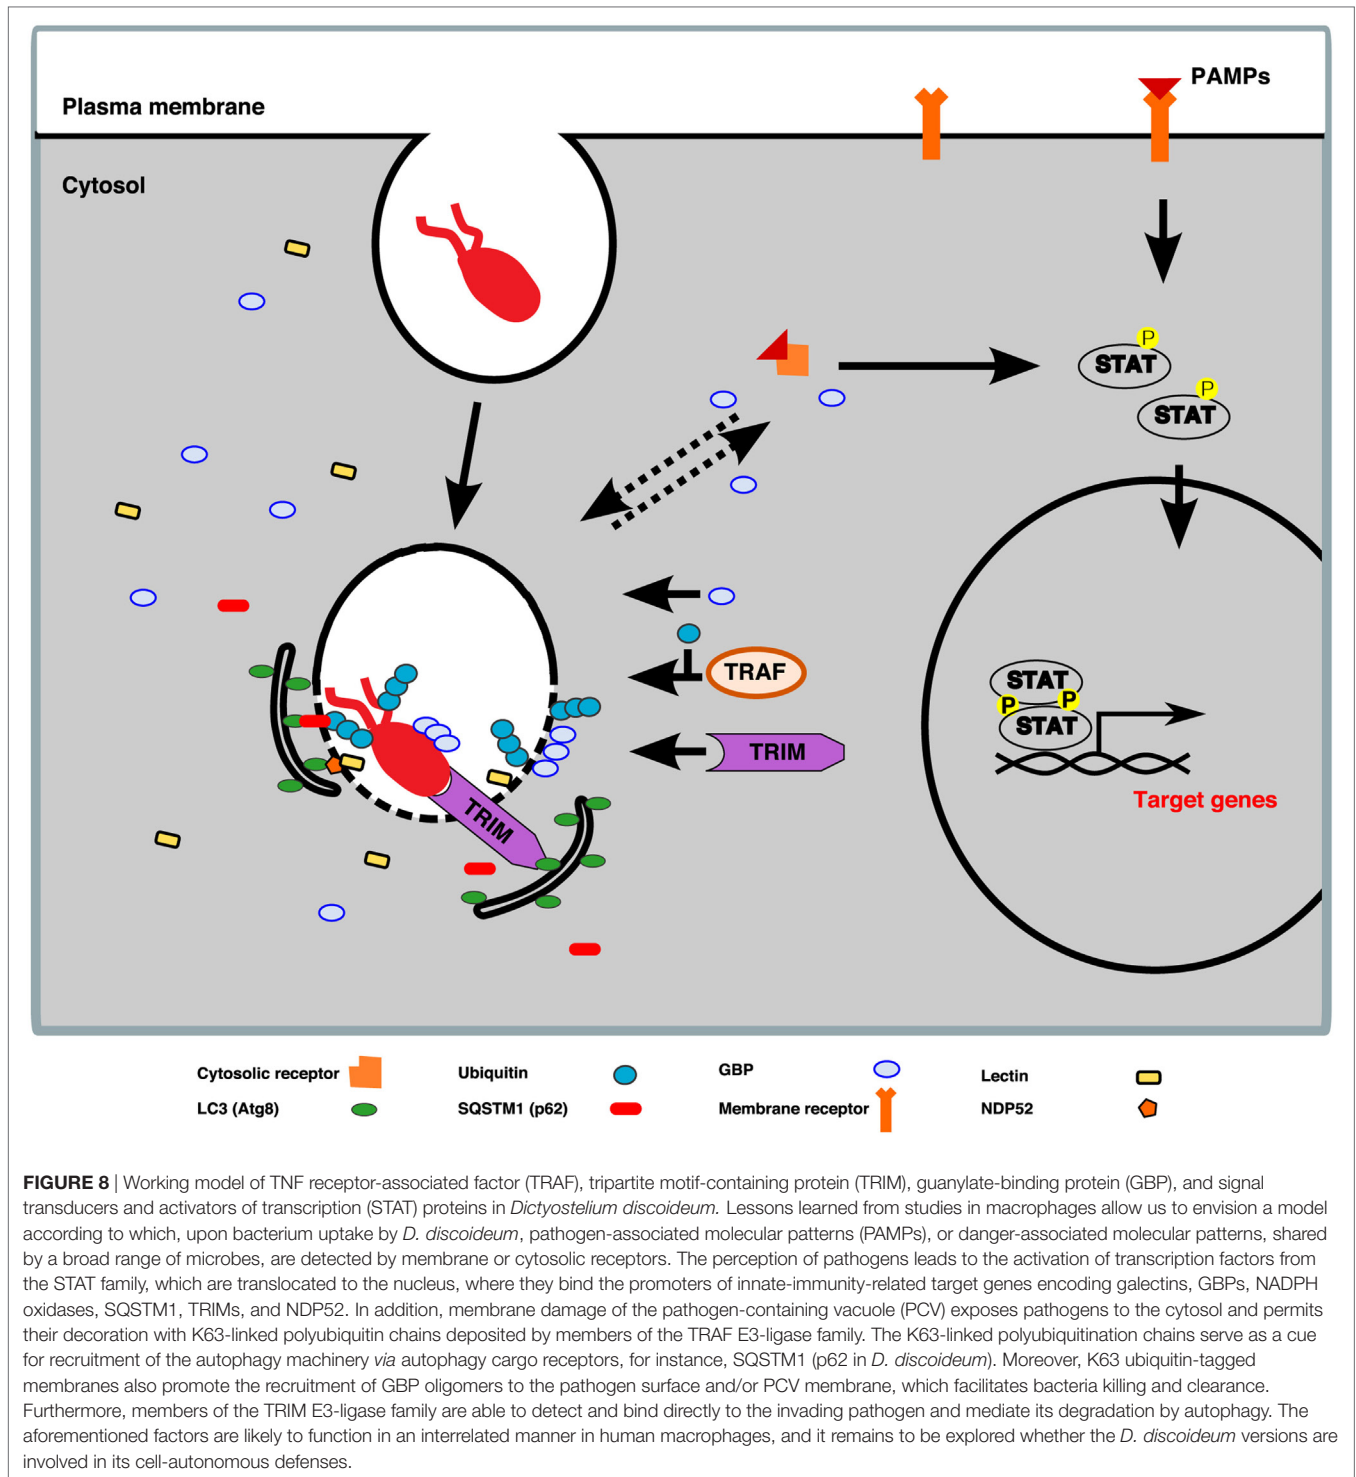 PAMPs
Plasma membrane
Cytosol
P
STAT
P
STAT
TRAF
TRIM
TRIM
STAT
P
P
STAT
Target genes
Cytosolic receptor
Ubiquitin
GBP
Lectin
LC3 (Atg8)
SQSTM1 (p62)
Membrane receptor
NDP52
FIGURE 8 | Working model of TNF receptor-associated factor (TRAF), tripartite motif-containing protein (TRIM), guanylate-binding protein (GBP), and signal
transducers and activators of transcription (STAT) proteins in Dictyostelium discoideum. Lessons learned from studies in macrophages allow us to envision a model
according to which, upon bacterium uptake by D. discoideum, pathogen-associated molecular patterns (PAMPs), or danger-associated molecular patterns, shared
by a broad range of microbes, are detected by membrane or cytosolic receptors. The perception of pathogens leads to the activation of transcription factors from
the STAT family, which are translocated to the nucleus, where they bind the promoters of innate-immunity-related target genes encoding galectins, GBPs, NADPH
oxidases, SQSTM1, TRIMs, and NDP52. In addition, membrane damage of the pathogen-containing vacuole (PCV) exposes pathogens to the cytosol and permits
their decoration with K63-linked polyubiquitin chains deposited by members of the TRAF E3-ligase family. The K63-linked polyubiquitination chains serve as a cue
for recruitment of the autophagy machinery via autophagy cargo receptors, for instance, SQSTM1 (p62 in D. discoideum). Moreover, K63 ubiquitin-tagged
membranes also promote the recruitment of GBP oligomers to the pathogen surface and/or PCV membrane, which facilitates bacteria killing and clearance.
Furthermore, members of the TRIM E3-ligase family are able to detect and bind directly to the invading pathogen and mediate its degradation by autophagy. The
aforementioned factors are likely to function in an interrelated manner in human macrophages, and it remains to be explored whether the D. discoideum versions are
involved in its cell-autonomous defenses.